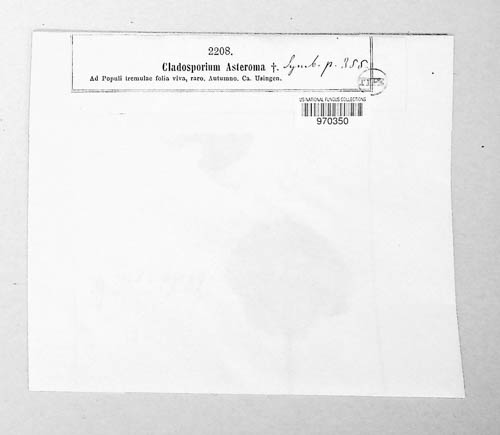 2208.
Cladosporium Asteroma †. Symb. p. 355.
Ad Populi tremulae folia viva, raro, Autumno. Ca. Usingen.
US NATIONAL FUNGUS COLLECTIONS
970350